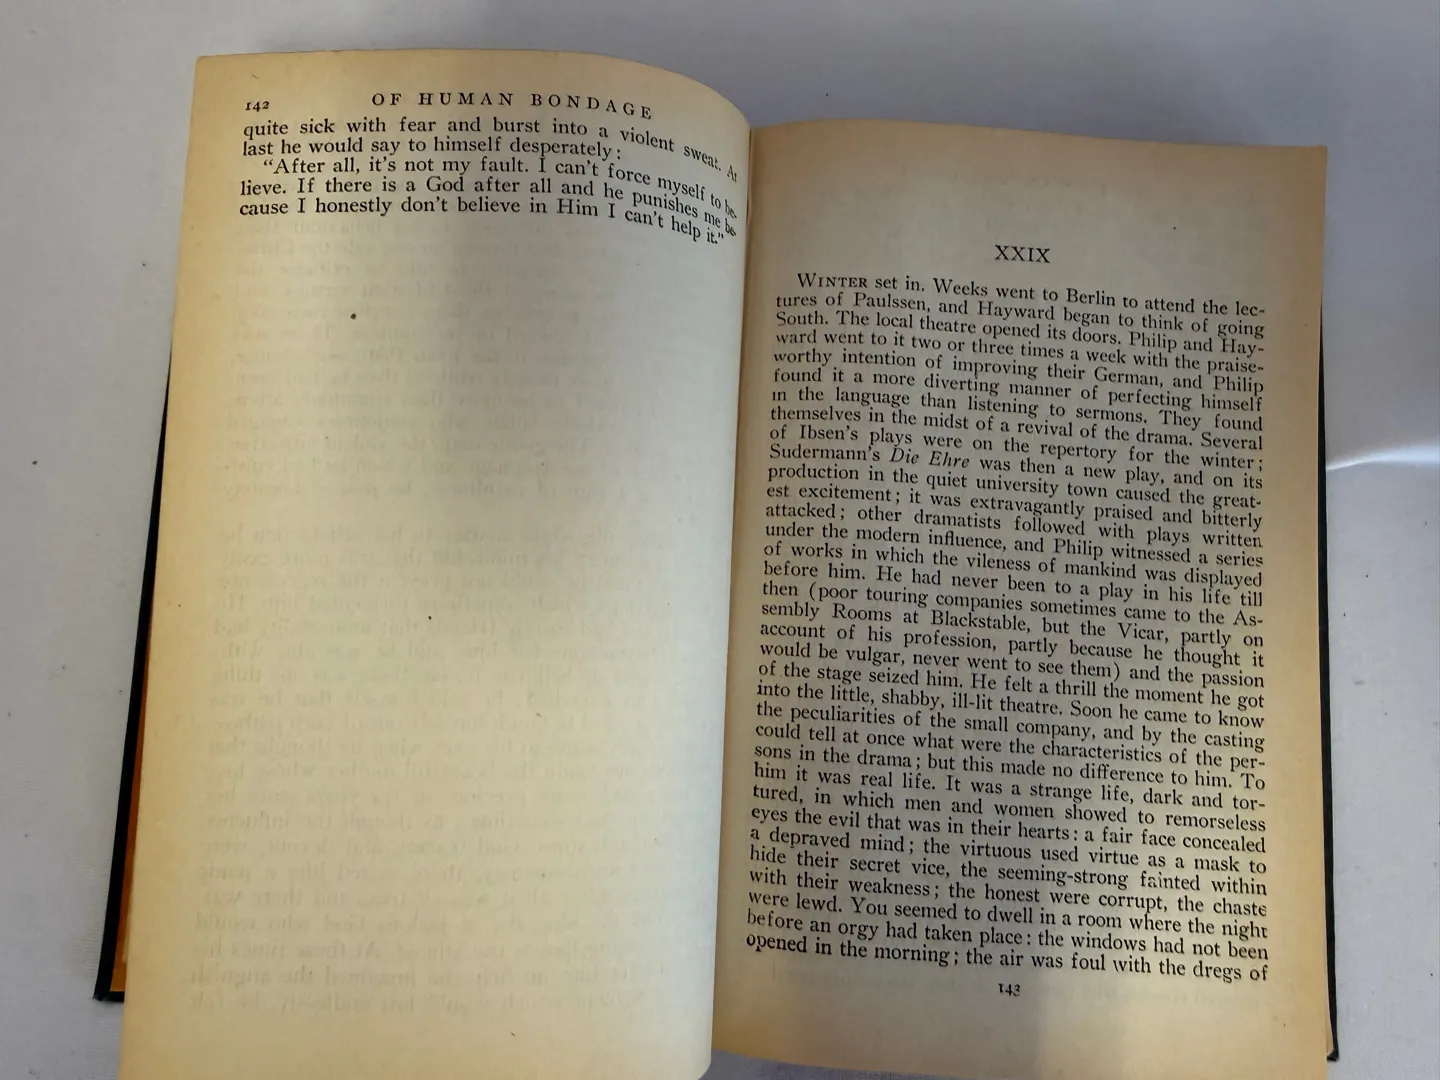 142
OF HUMAN BONDAGE
quite sick with fear and burst into a violent sweat. At
last he would say to himself desperately:
"After all, it's not my fault. I can't force myself to be-
lieve. If there is a God after all and he punishes me be-
cause I honestly don't believe in Him I can't help it."
XXIX
WINTER set in. Weeks went to Berlin to attend the lec-
tures of Paulssen, and Hayward began to think of going
South. The local theatre opened its doors. Philip and Hay-
ward went to it two or three times a week with the praise-
worthy intention of improving their German, and Philip
found it a more diverting manner of perfecting himself
in the language than listening to sermons. They found
themselves in the midst of a revival of the drama. Several
of Ibsen's plays were on the repertory for the winter;
Sudermann's Die Ehre was then a new play, and on its
production in the quiet university town caused the great-
est excitement; it was extravagantly praised and bitterly
attacked; other dramatists followed with plays written
under the modern influence, and Philip witnessed a series
of works in which the vileness of mankind was displayed
before him. He had never been to a play in his life till
then (poor touring companies sometimes came to the As-
sembly Rooms at Blackstable, but the Vicar, partly on
account of his profession, partly because he thought it
would be vulgar, never went to see them) and the passion
of the stage seized him. He felt a thrill the moment he got
into the little, shabby, ill-lit theatre. Soon he came to know
the peculiarities of the small company, and by the casting
could tell at once what were the characteristics of the per-
sons in the drama; but this made no difference to him. To
him it was real life. It was a strange life, dark and tor-
tured, in which men and women showed to remorseless
eyes the evil that was in their hearts: a fair face concealed
a depraved mind; the virtuous used virtue as a mask to
hide their secret vice, the seeming-strong fainted within
with their weakness; the honest were corrupt, the chaste
were lewd. You seemed to dwell in a room where the night
before an orgy had taken place: the windows had not been
opened in the morning; the air was foul with the dregs of
143